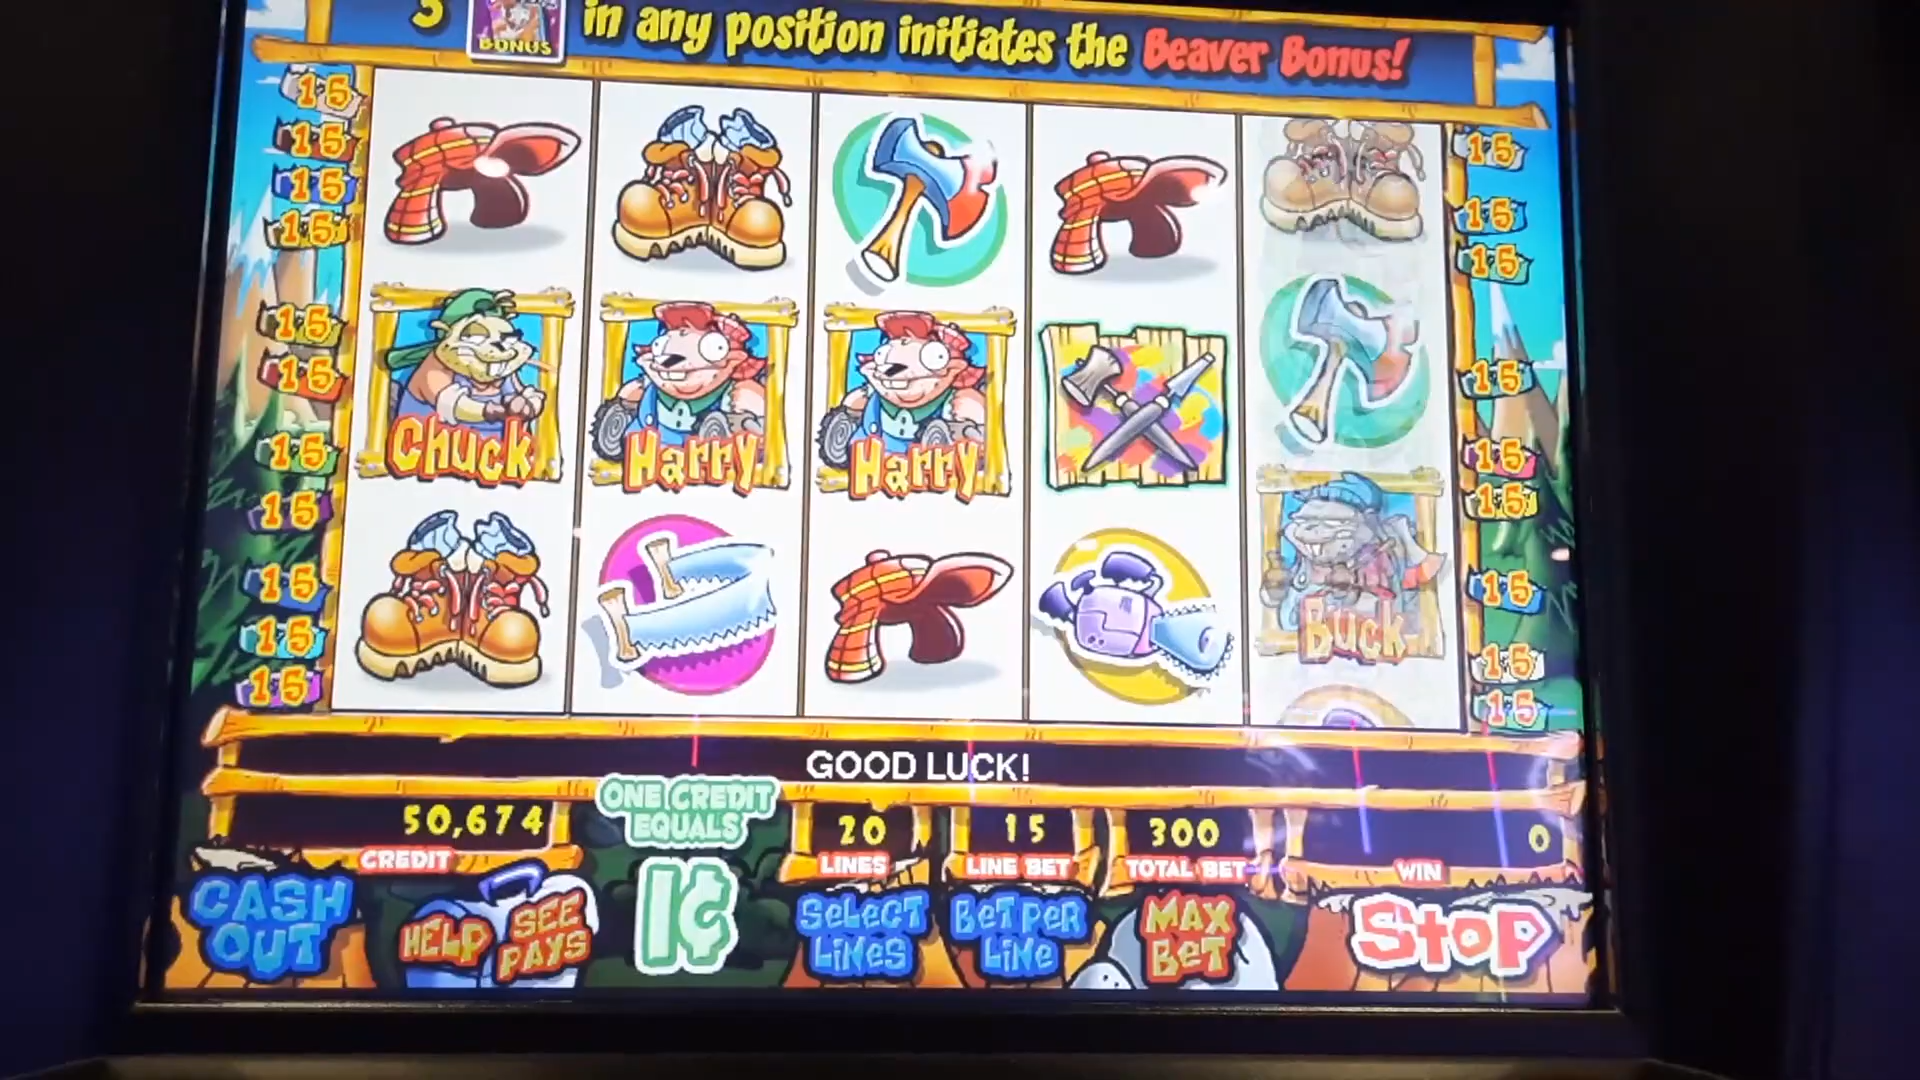 3 BONUS in any position initiates the Beaver Bonus!
15 15
15 15
15 15
15
15 15
15 15
15 15
15 15
15 15
15 15
15
Chuck Harry Harry
Buck
GOOD LUCK!
50,674 20 15 300 0
CREDIT LINES LINE BET TOTAL BET WIN
ONE CREDIT
EQUALS
1¢
CASH
OUT
HELP
SEE
PAYS
SELECT
LINES
BET PER
LINE
MAX
BET
STOP